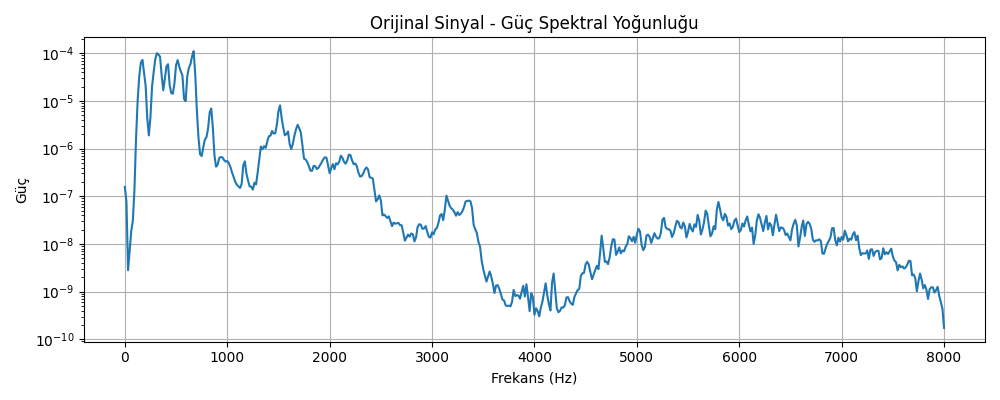 Orijinal Sinyal - Güç Spektral Yoğunluğu
Güç
10⁻⁴
10⁻⁵
10⁻⁶
10⁻⁷
10⁻⁸
10⁻⁹
10⁻¹⁰
0 1000 2000 3000 4000 5000 6000 7000 8000
Frekans (Hz)